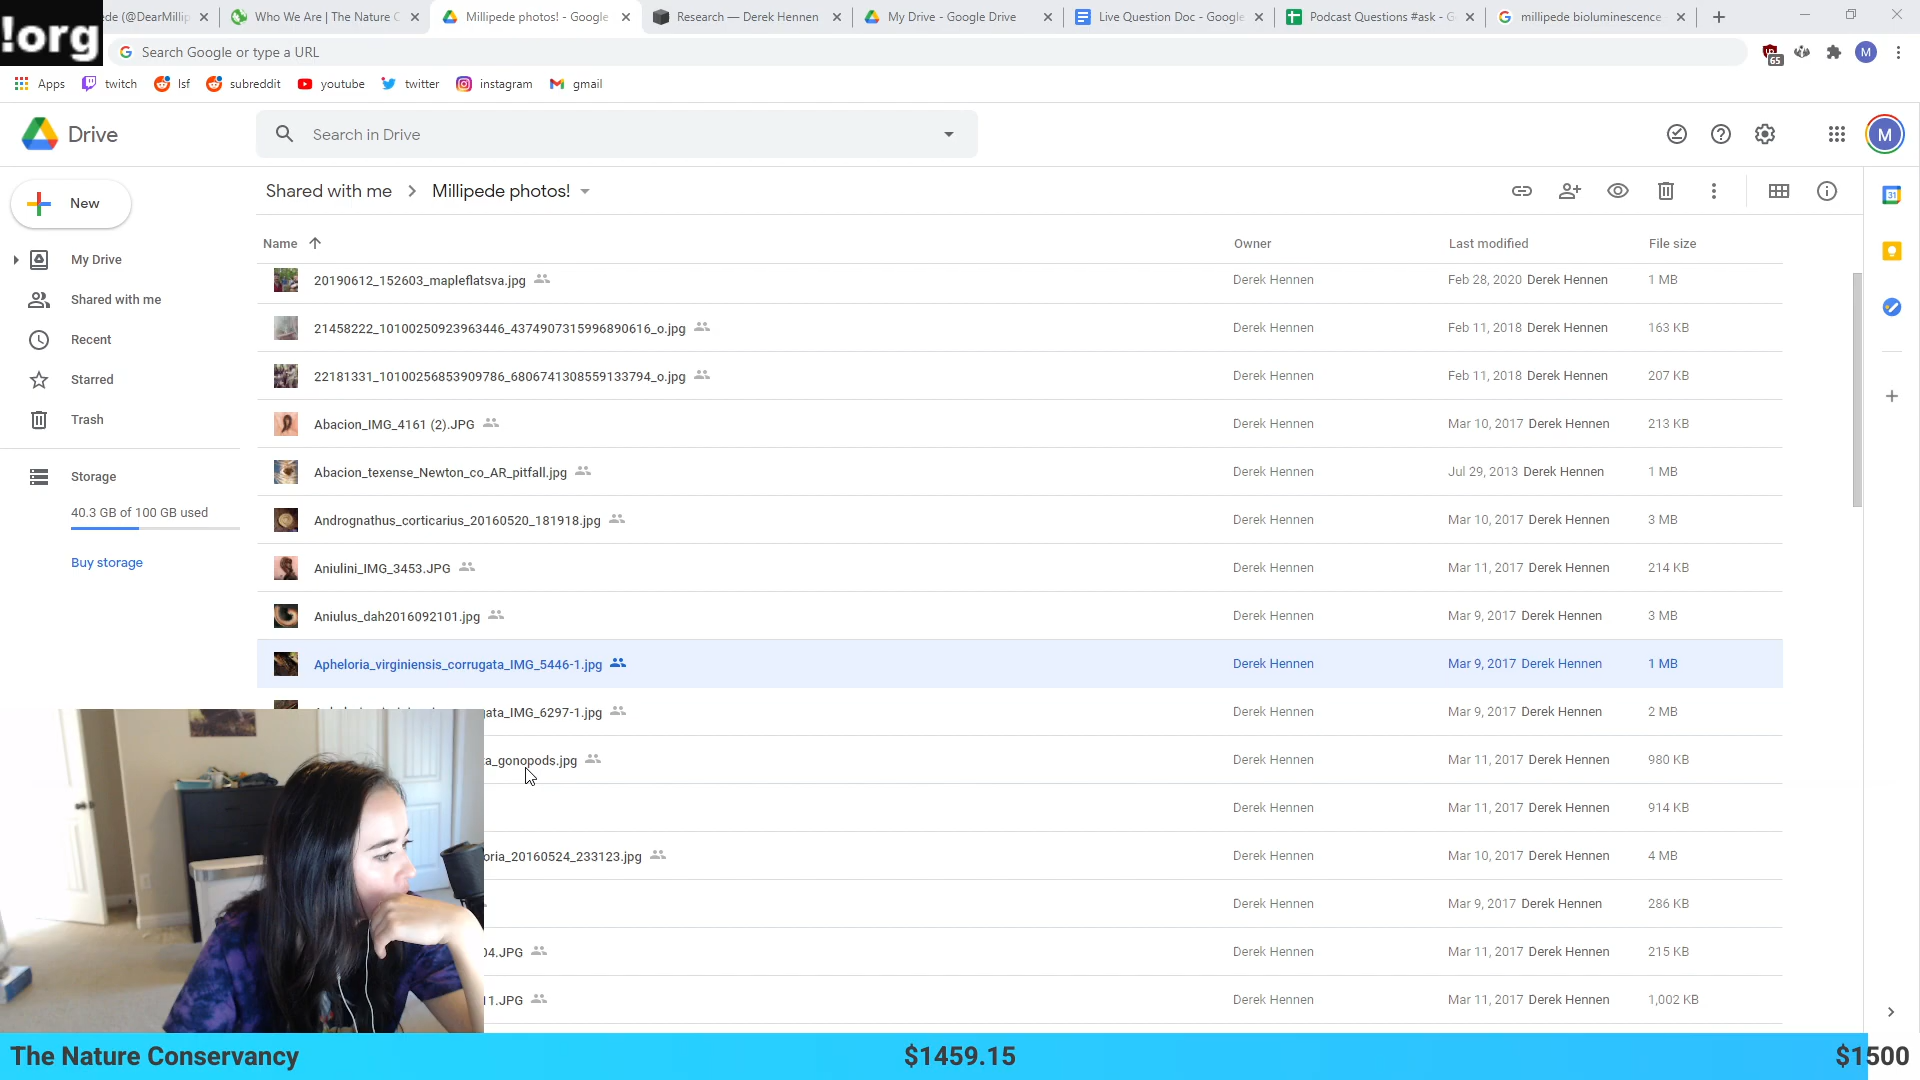 !org
ede (@DearMillip
Who We Are | The Nature C
Millipede photos! - Google
Research — Derek Hennen
My Drive - Google Drive
Live Question Doc - Google
Podcast Questions #ask - G
millipede bioluminescence
Search Google or type a URL
65
M
Apps
twitch
lsf
subreddit
youtube
twitter
instagram
gmail
Drive
Search in Drive
M
New
Shared with me > Millipede photos!
31
Name
Owner
Last modified
File size
My Drive
Shared with me
Recent
Starred
Trash
Storage
40.3 GB of 100 GB used
Buy storage
20190612_152603_mapleflatsva.jpg Derek Hennen Feb 28, 2020 Derek Hennen 1 MB
21458222_10100250923963446_4374907315996890616_o.jpg Derek Hennen Feb 11, 2018 Derek Hennen 163 KB
22181331_10100256853909786_6806741308559133794_o.jpg Derek Hennen Feb 11, 2018 Derek Hennen 207 KB
Abacion_IMG_4161 (2).JPG Derek Hennen Mar 10, 2017 Derek Hennen 213 KB
Abacion_texense_Newton_co_AR_pitfall.jpg Derek Hennen Jul 29, 2013 Derek Hennen 1 MB
Andrognathus_corticarius_20160520_181918.jpg Derek Hennen Mar 10, 2017 Derek Hennen 3 MB
Aniulini_IMG_3453.JPG Derek Hennen Mar 11, 2017 Derek Hennen 214 KB
Aniulus_dah2016092101.jpg Derek Hennen Mar 9, 2017 Derek Hennen 3 MB
Apheloria_virginiensis_corrugata_IMG_5446-1.jpg Derek Hennen Mar 9, 2017 Derek Hennen 1 MB
ata_IMG_6297-1.jpg Derek Hennen Mar 9, 2017 Derek Hennen 2 MB
a_gonopods.jpg Derek Hennen Mar 11, 2017 Derek Hennen 980 KB
Derek Hennen Mar 11, 2017 Derek Hennen 914 KB
oria_20160524_233123.jpg Derek Hennen Mar 10, 2017 Derek Hennen 4 MB
Derek Hennen Mar 9, 2017 Derek Hennen 286 KB
04.JPG Derek Hennen Mar 11, 2017 Derek Hennen 215 KB
11.JPG Derek Hennen Mar 11, 2017 Derek Hennen 1,002 KB
The Nature Conservancy
$1459.15
$1500